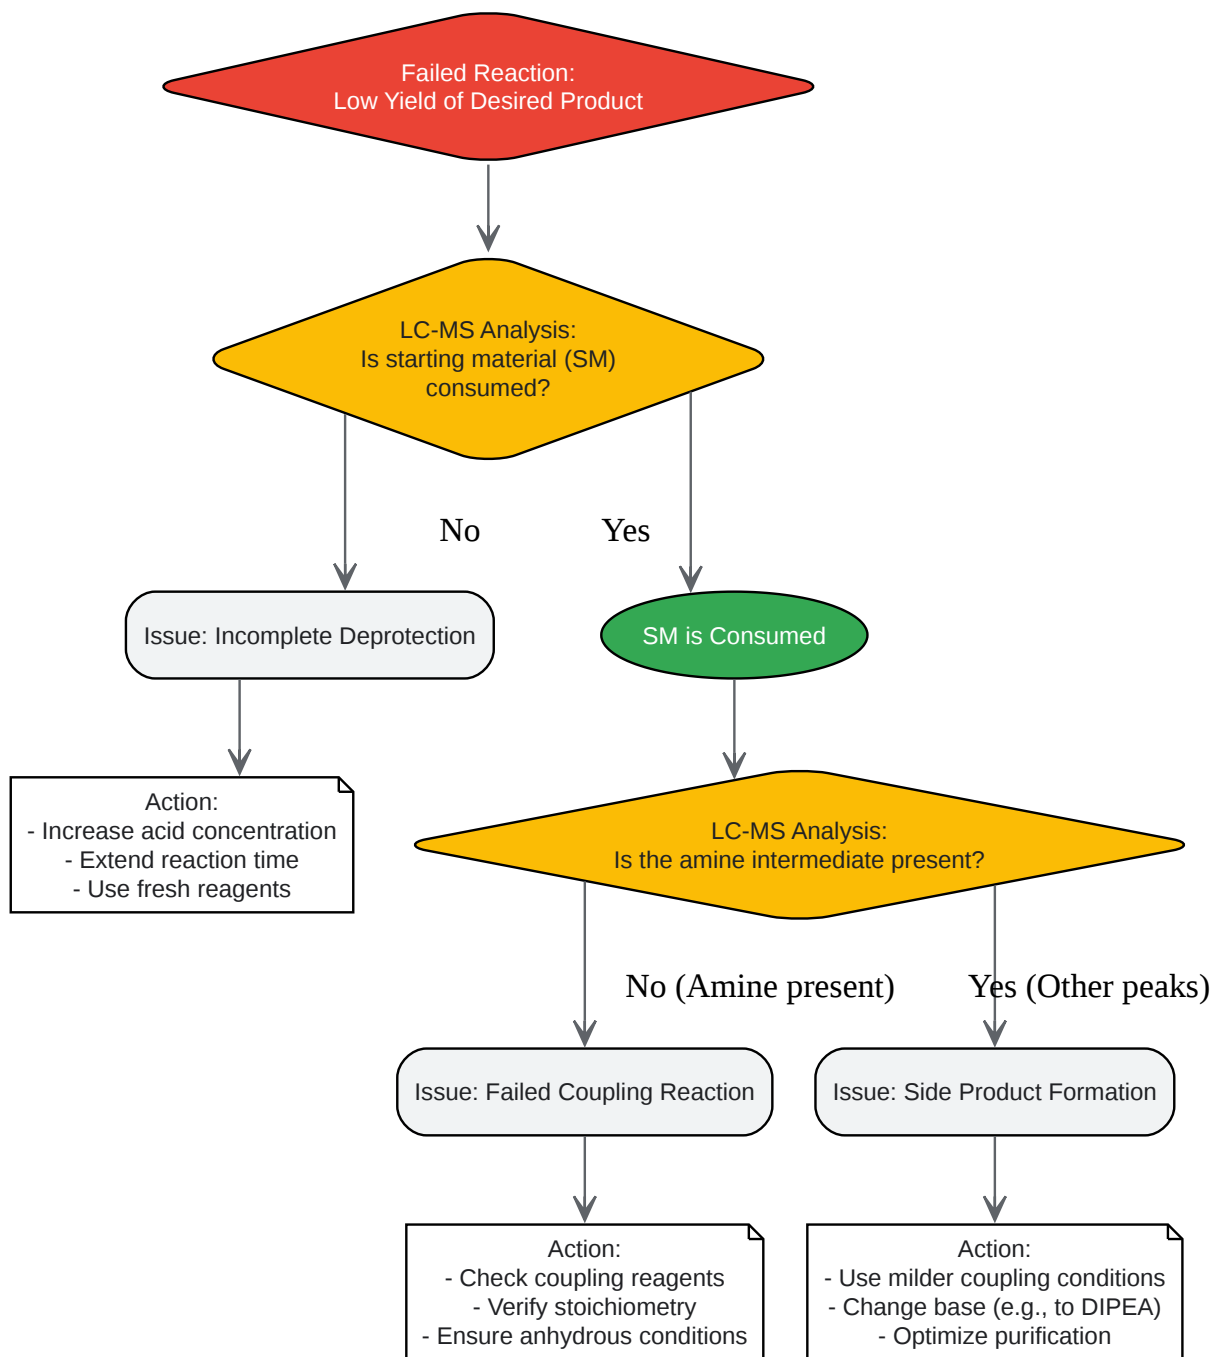 Failed Reaction:
Low Yield of Desired Product
LC-MS Analysis:
Is starting material (SM)
consumed?
No
Yes
Issue: Incomplete Deprotection
SM is Consumed
Action:
- Increase acid concentration
- Extend reaction time
- Use fresh reagents
LC-MS Analysis:
Is the amine intermediate present?
No (Amine present)
Yes (Other peaks)
Issue: Failed Coupling Reaction
Issue: Side Product Formation
Action:
- Check coupling reagents
- Verify stoichiometry
- Ensure anhydrous conditions
Action:
- Use milder coupling conditions
- Change base (e.g., to DIPEA)
- Optimize purification